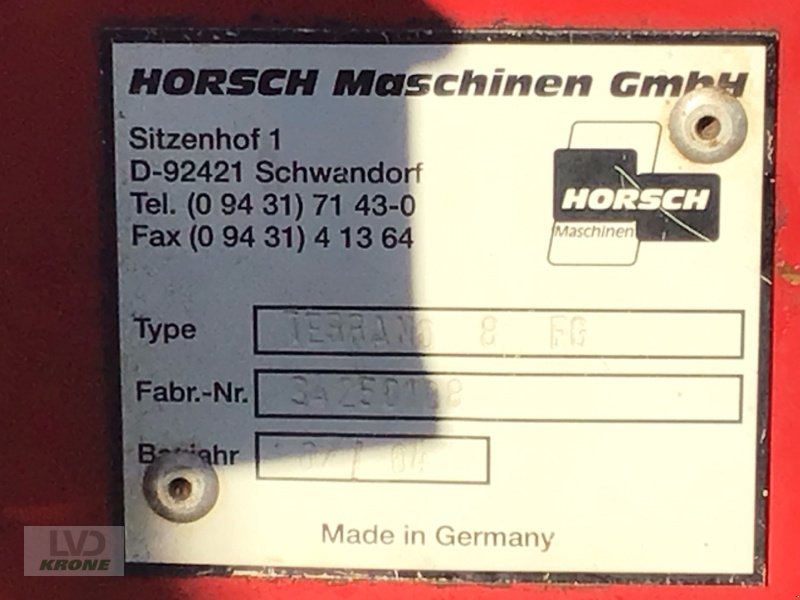 HORSCH Maschinen GmbH
Sitzenhof 1
D-92421 Schwandorf
Tel. (0 94 31) 71 43-0
Fax (0 94 31) 4 13 64
HORSCH
Maschinen
Type TERRANO 8 FG
Fabr.-Nr.
Baujahr
Made in Germany
LVD
KRONE